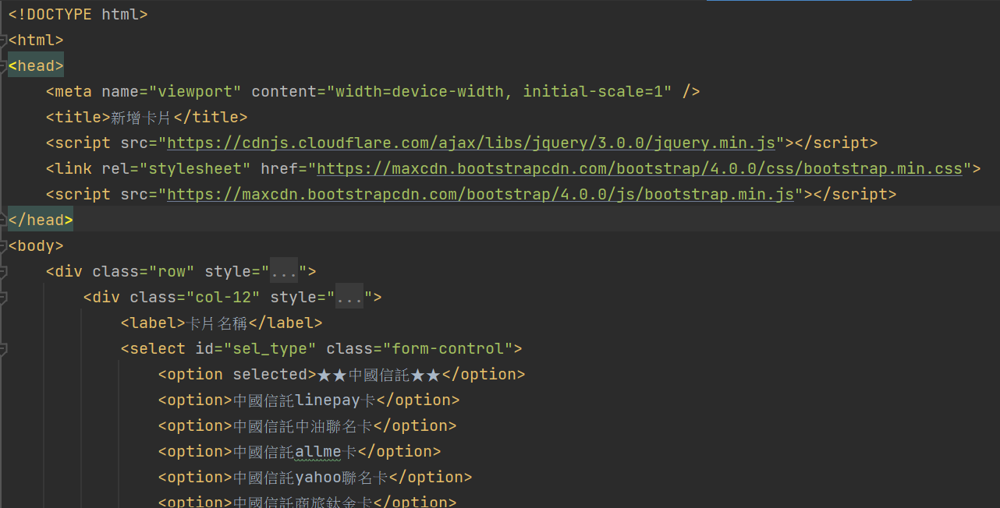 <!DOCTYPE html>
<html>
<head>
<meta name="viewport" content="width=device-width, initial-scale=1" />
<title>新增卡片</title>
<script src="https://cdnjs.cloudflare.com/ajax/libs/jquery/3.0.0/jquery.min.js"></script>
<link rel="stylesheet" href="https://maxcdn.bootstrapcdn.com/bootstrap/4.0.0/css/bootstrap.min.css">
<script src="https://maxcdn.bootstrapcdn.com/bootstrap/4.0.0/js/bootstrap.min.js"></script>
</head>
<body>
<div class="row" style="...">
<div class="col-12" style="...">
<label>卡片名稱</label>
<select id="sel_type" class="form-control">
<option selected>★★中國信託★★</option>
<option>中國信託linepay卡</option>
<option>中國信託中油聯名卡</option>
<option>中國信託allme卡</option>
<option>中國信託yahoo聯名卡</option>
<option>中國信託商旅鈦金卡</option>